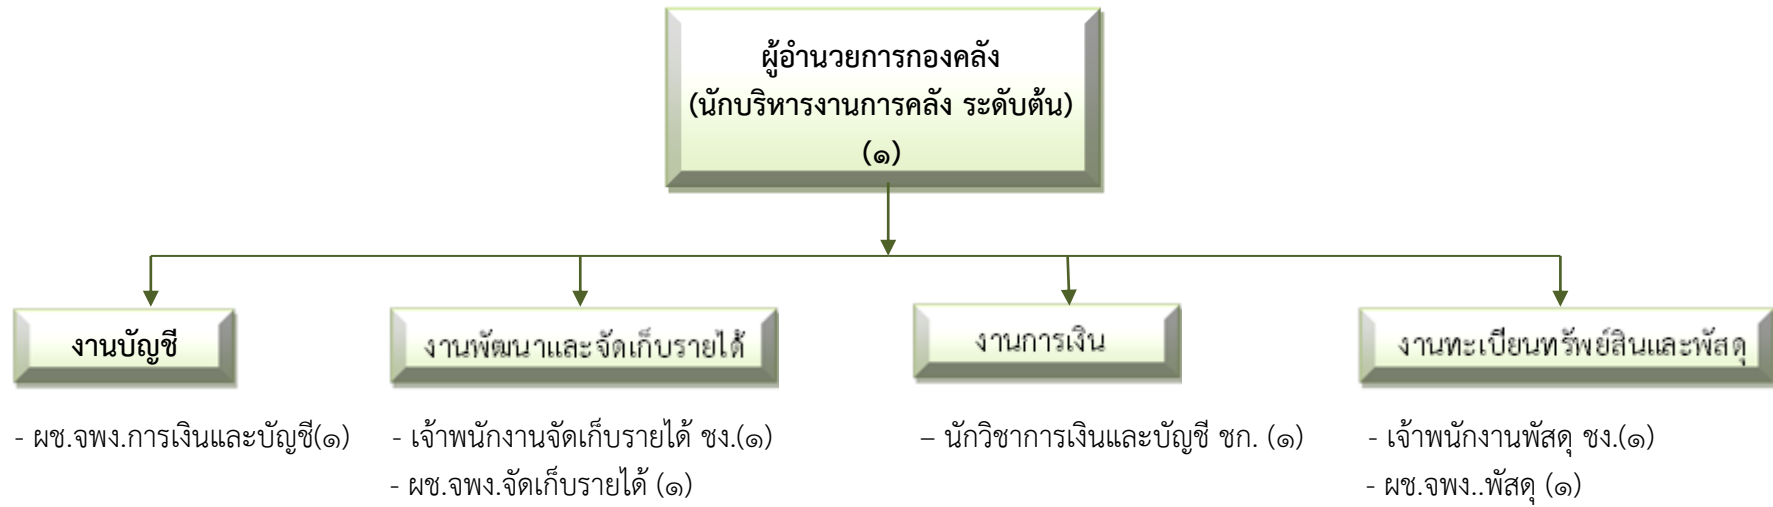 ผู้อำนวยการกองคลัง
(นักบริหารงานการคลัง ระดับต้น)
(๑)
งานบัญชี
งานพัฒนาและจัดเก็บรายได้
งานการเงิน
งานทะเบียนทรัพย์สินและพัสดุ
- ผช.จพง.การเงินและบัญชี(๑)
- เจ้าพนักงานจัดเก็บรายได้ ชง.(๑)
- ผช.จพง.จัดเก็บรายได้ (๑)
– นักวิชาการเงินและบัญชี ชก. (๑)
- เจ้าพนักงานพัสดุ ชง.(๑)
- ผช.จพง..พัสดุ (๑)